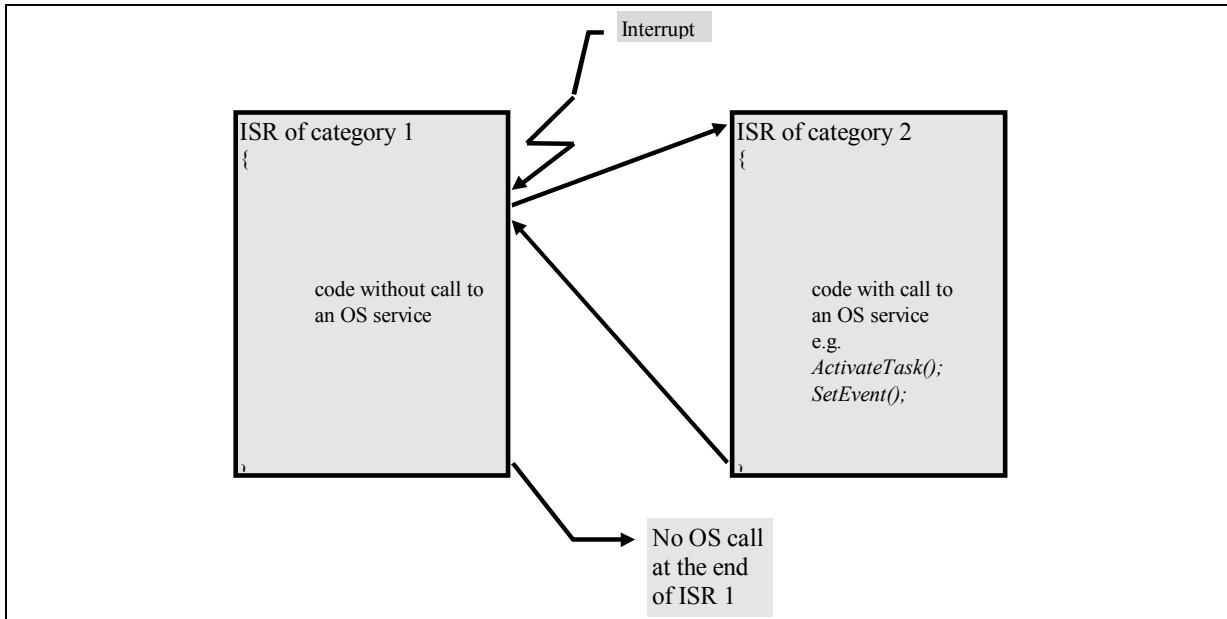 Interrupt
ISR of category 1
{
code without call to
an OS service
}
ISR of category 2
{
code with call to
an OS service
e.g.
ActivateTask();
SetEvent();
}
No OS call
at the end
of ISR 1